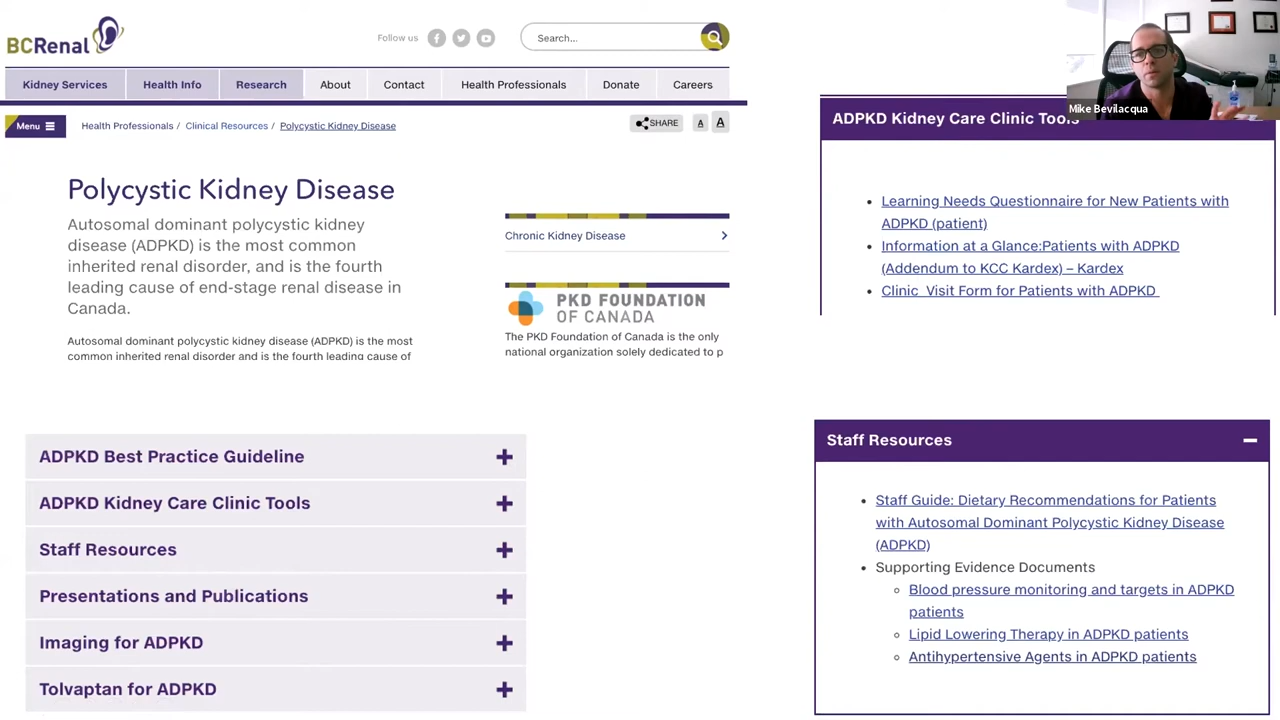 BCRenal
Follow us
Search...
Kidney Services
Health Info
Research
About
Contact
Health Professionals
Donate
Careers
Menu
Health Professionals / Clinical Resources / Polycystic Kidney Disease
SHARE
A
A
Polycystic Kidney Disease
Autosomal dominant polycystic kidney
disease (ADPKD) is the most common
inherited renal disorder, and is the fourth
leading cause of end-stage renal disease in
Canada.
Autosomal dominant polycystic kidney disease (ADPKD) is the most
common inherited renal disorder and is the fourth leading cause of
Chronic Kidney Disease
PKD FOUNDATION
OF CANADA
The PKD Foundation of Canada is the only
national organization solely dedicated to p
ADPKD Best Practice Guideline
ADPKD Kidney Care Clinic Tools
Staff Resources
Presentations and Publications
Imaging for ADPKD
Tolvaptan for ADPKD
Mike Bevilacqua
ADPKD Kidney Care Clinic Tools
Learning Needs Questionnaire for New Patients with
ADPKD (patient)
Information at a Glance:Patients with ADPKD
(Addendum to KCC Kardex) – Kardex
Clinic Visit Form for Patients with ADPKD
Staff Resources
Staff Guide: Dietary Recommendations for Patients
with Autosomal Dominant Polycystic Kidney Disease
(ADPKD)
Supporting Evidence Documents
Blood pressure monitoring and targets in ADPKD
patients
Lipid Lowering Therapy in ADPKD patients
Antihypertensive Agents in ADPKD patients